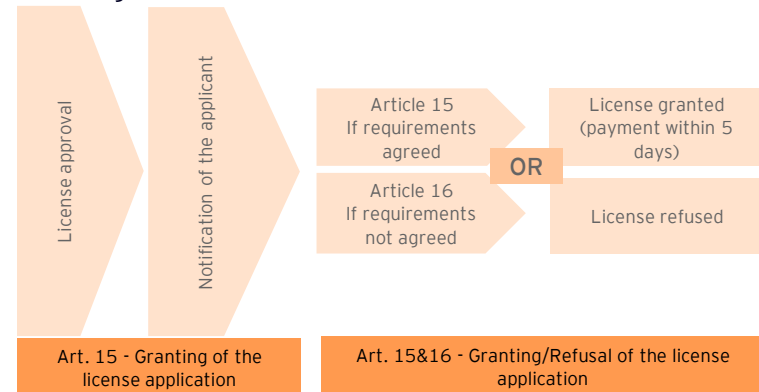 License approval
Notification of the applicant
Article 15
If requirements
agreed
License granted
(payment within 5
days)
OR
Article 16
If requirements
not agreed
License refused
Art. 15 - Granting of the
license application
Art. 15&16 - Granting/Refusal of the license
application